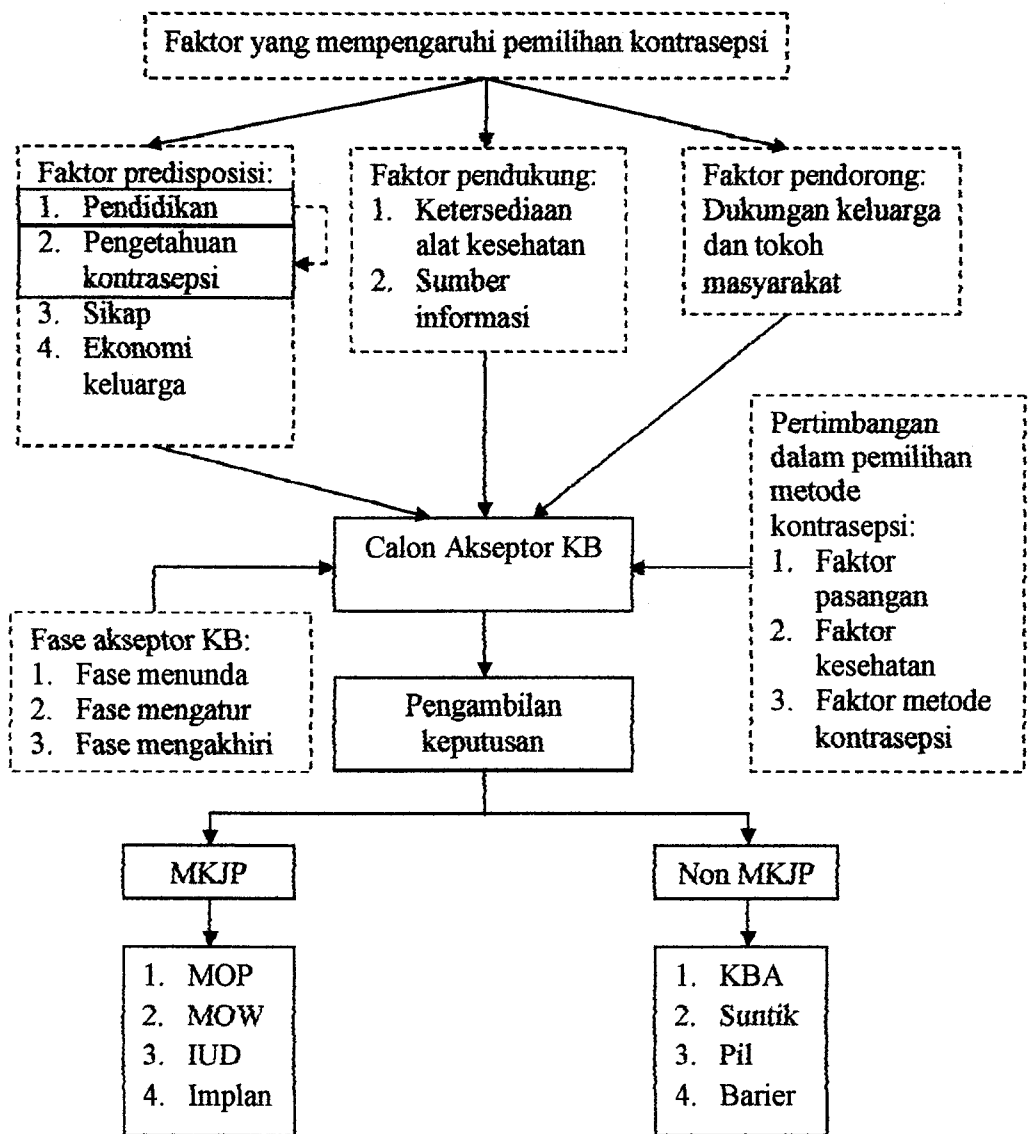 Faktor yang mempengaruhi pemilihan kontrasepsi
Faktor predisposisi:
1. Pendidikan
2. Pengetahuan
kontrasepsi
3. Sikap
4. Ekonomi
keluarga
Faktor pendukung:
1. Ketersediaan
alat kesehatan
2. Sumber
informasi
Faktor pendorong:
Dukungan keluarga
dan tokoh
masyarakat
Pertimbangan
dalam pemilihan
metode
kontrasepsi:
1. Faktor
pasangan
2. Faktor
kesehatan
3. Faktor metode
kontrasepsi
Calon Akseptor KB
Fase akseptor KB:
1. Fase menunda
2. Fase mengatur
3. Fase mengakhiri
Pengambilan
keputusan
MKJP
Non MKJP
1. MOP
2. MOW
3. IUD
4. Implan
1. KBA
2. Suntik
3. Pil
4. Barier